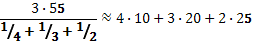 3 · 55
¹/₄ + ¹/₃ + ¹/₂ ≈ 4 · 10 + 3 · 20 + 2 · 25